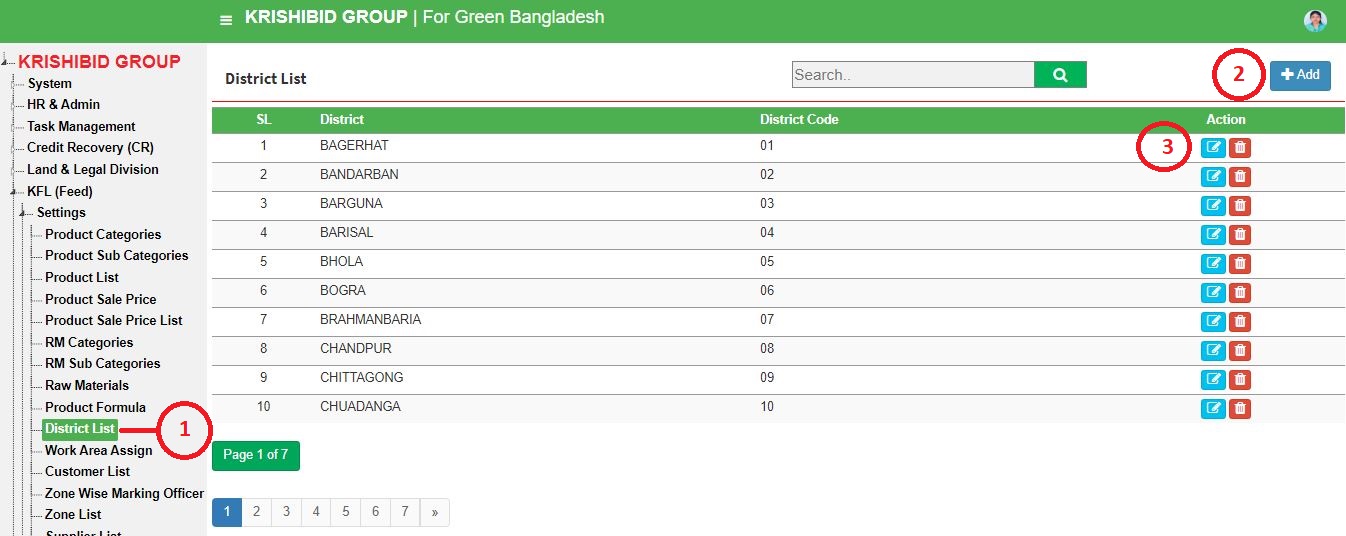 KRISHIBID GROUP | For Green Bangladesh
KRISHIBID GROUP
System
HR & Admin
Task Management
Credit Recovery (CR)
Land & Legal Division
KFL (Feed)
Settings
Product Categories
Product Sub Categories
Product List
Product Sale Price
Product Sale Price List
RM Categories
RM Sub Categories
Raw Materials
Product Formula
District List
1
Work Area Assign
Customer List
Zone Wise Marking Officer
Zone List
Supplier List
District List
Search..
2
Add
SL District District Code Action
1 BAGERHAT 01 3
2 BANDARBAN 02
3 BARGUNA 03
4 BARISAL 04
5 BHOLA 05
6 BOGRA 06
7 BRAHMANBARIA 07
8 CHANDPUR 08
9 CHITTAGONG 09
10 CHUADANGA 10
Page 1 of 7
1 2 3 4 5 6 7 »